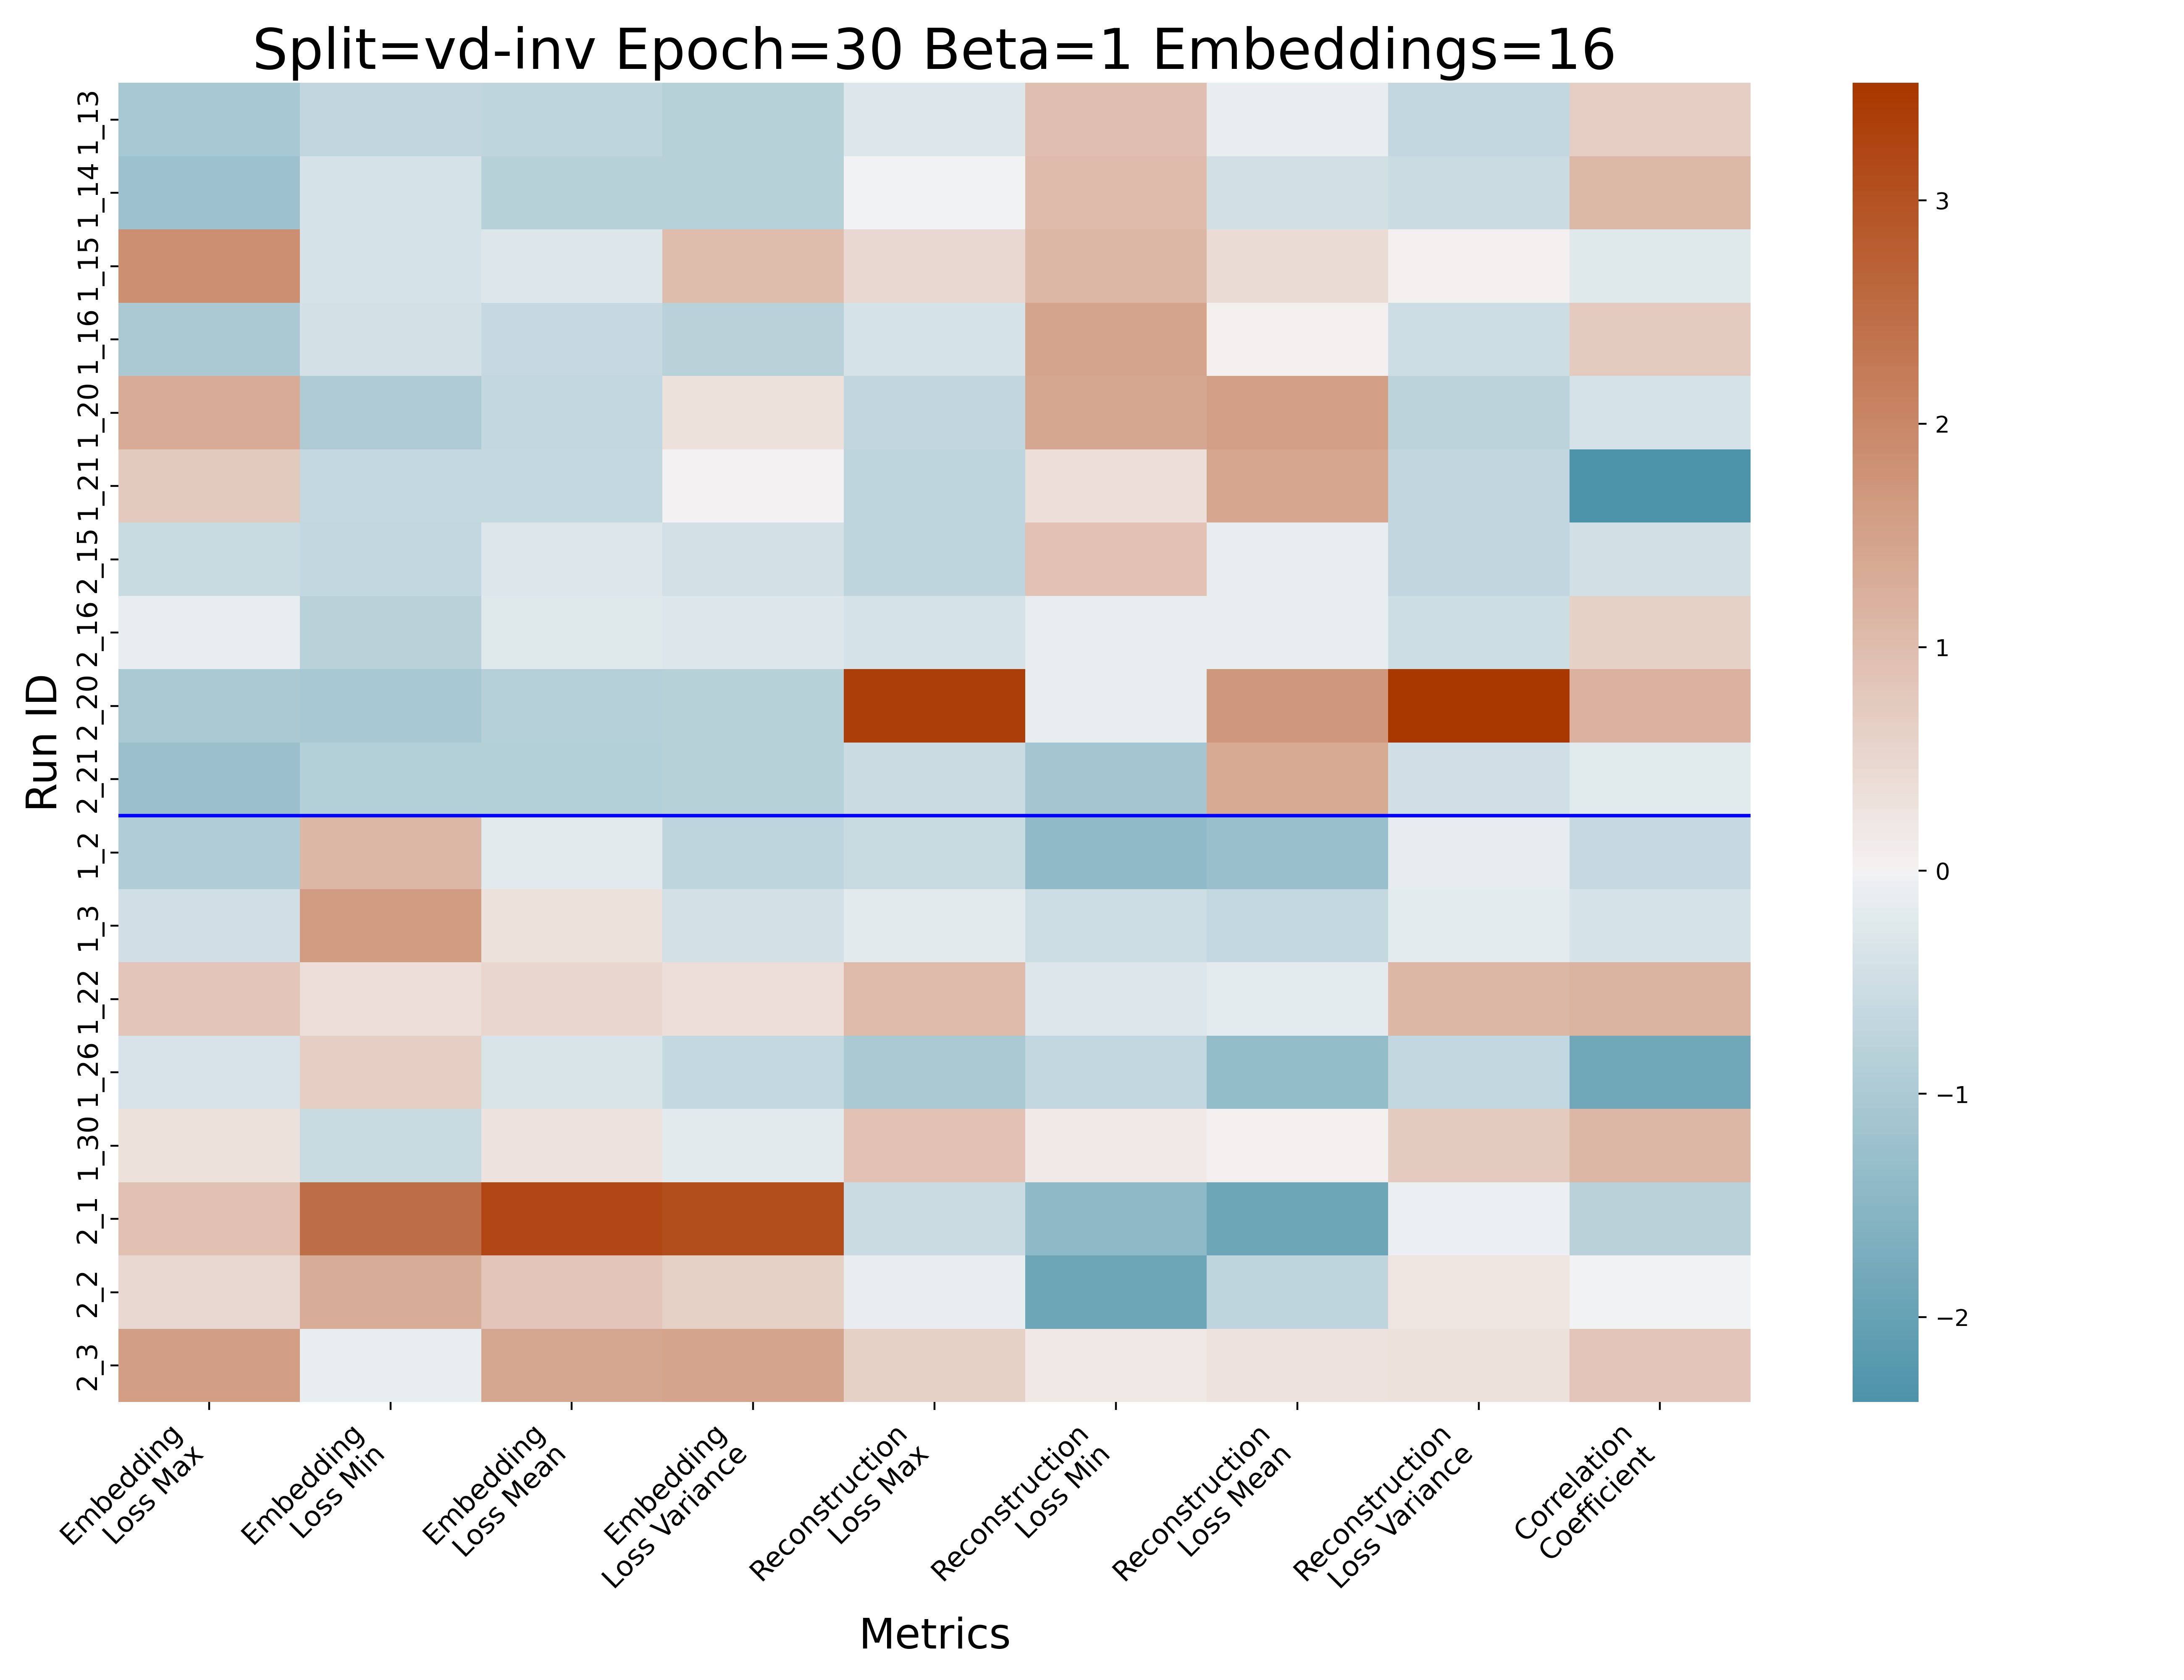 Split=vd-inv Epoch=30 Beta=1 Embeddings=16
Run ID
1_13
1_14
1_15
1_16
1_20
1_21
2_15
2_16
2_20
2_21
1_2
1_3
1_22
1_26
1_30
2_1
2_2
2_3
Embedding
Loss Max
Embedding
Loss Min
Embedding
Loss Mean
Embedding
Loss Variance
Reconstruction
Loss Max
Reconstruction
Loss Min
Reconstruction
Loss Mean
Reconstruction
Loss Variance
Correlation
Coefficient
Metrics
3
2
1
0
−1
−2